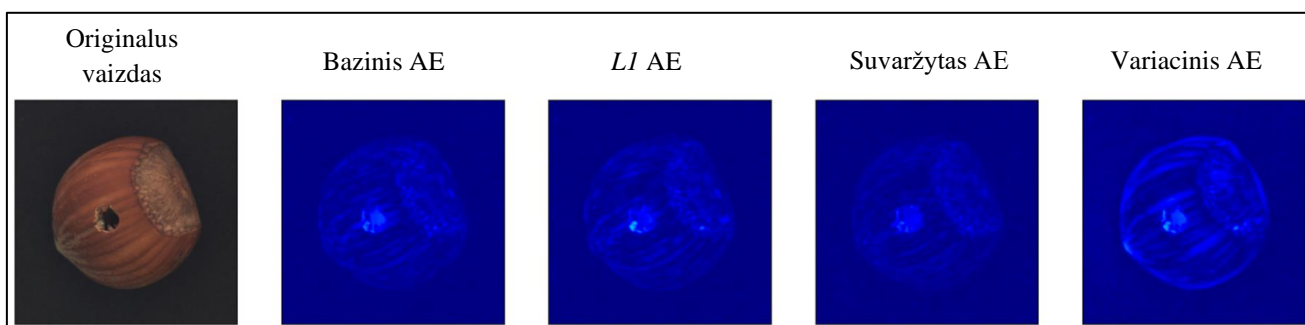 Originalus
vaizdas
Bazinis AE
L1 AE
Suvaržytas AE
Variacinis AE